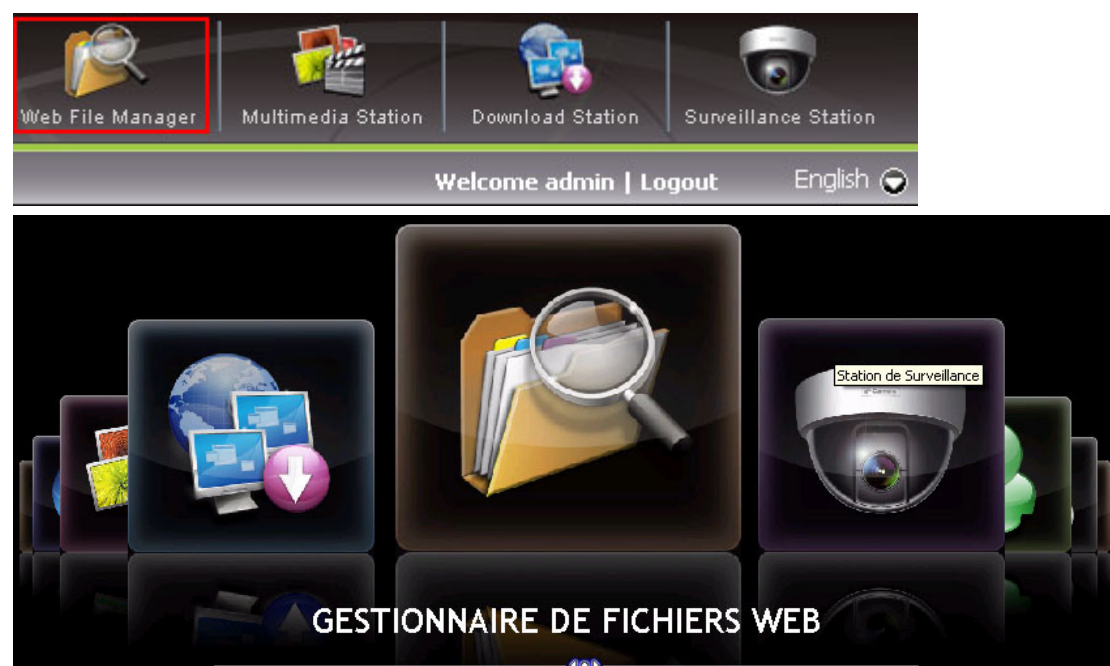 Web File Manager Multimedia Station Download Station Surveillance Station
Welcome admin | Logout English
Station de Surveillance
GESTIONNAIRE DE FICHIERS WEB